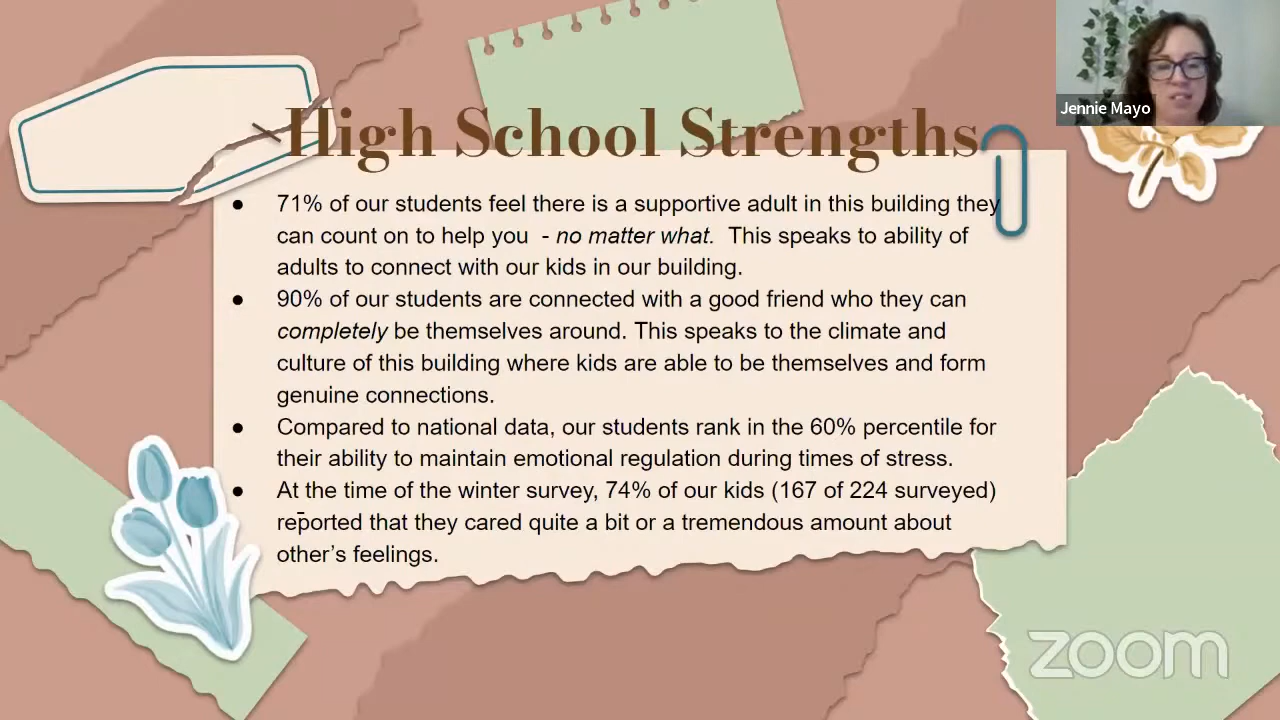 Jennie Mayo
High School Strengths
● 71% of our students feel there is a supportive adult in this building they
can count on to help you - no matter what. This speaks to ability of
adults to connect with our kids in our building.
● 90% of our students are connected with a good friend who they can
completely be themselves around. This speaks to the climate and
culture of this building where kids are able to be themselves and form
genuine connections.
● Compared to national data, our students rank in the 60% percentile for
their ability to maintain emotional regulation during times of stress.
● At the time of the winter survey, 74% of our kids (167 of 224 surveyed)
reported that they cared quite a bit or a tremendous amount about
other’s feelings.
zoom